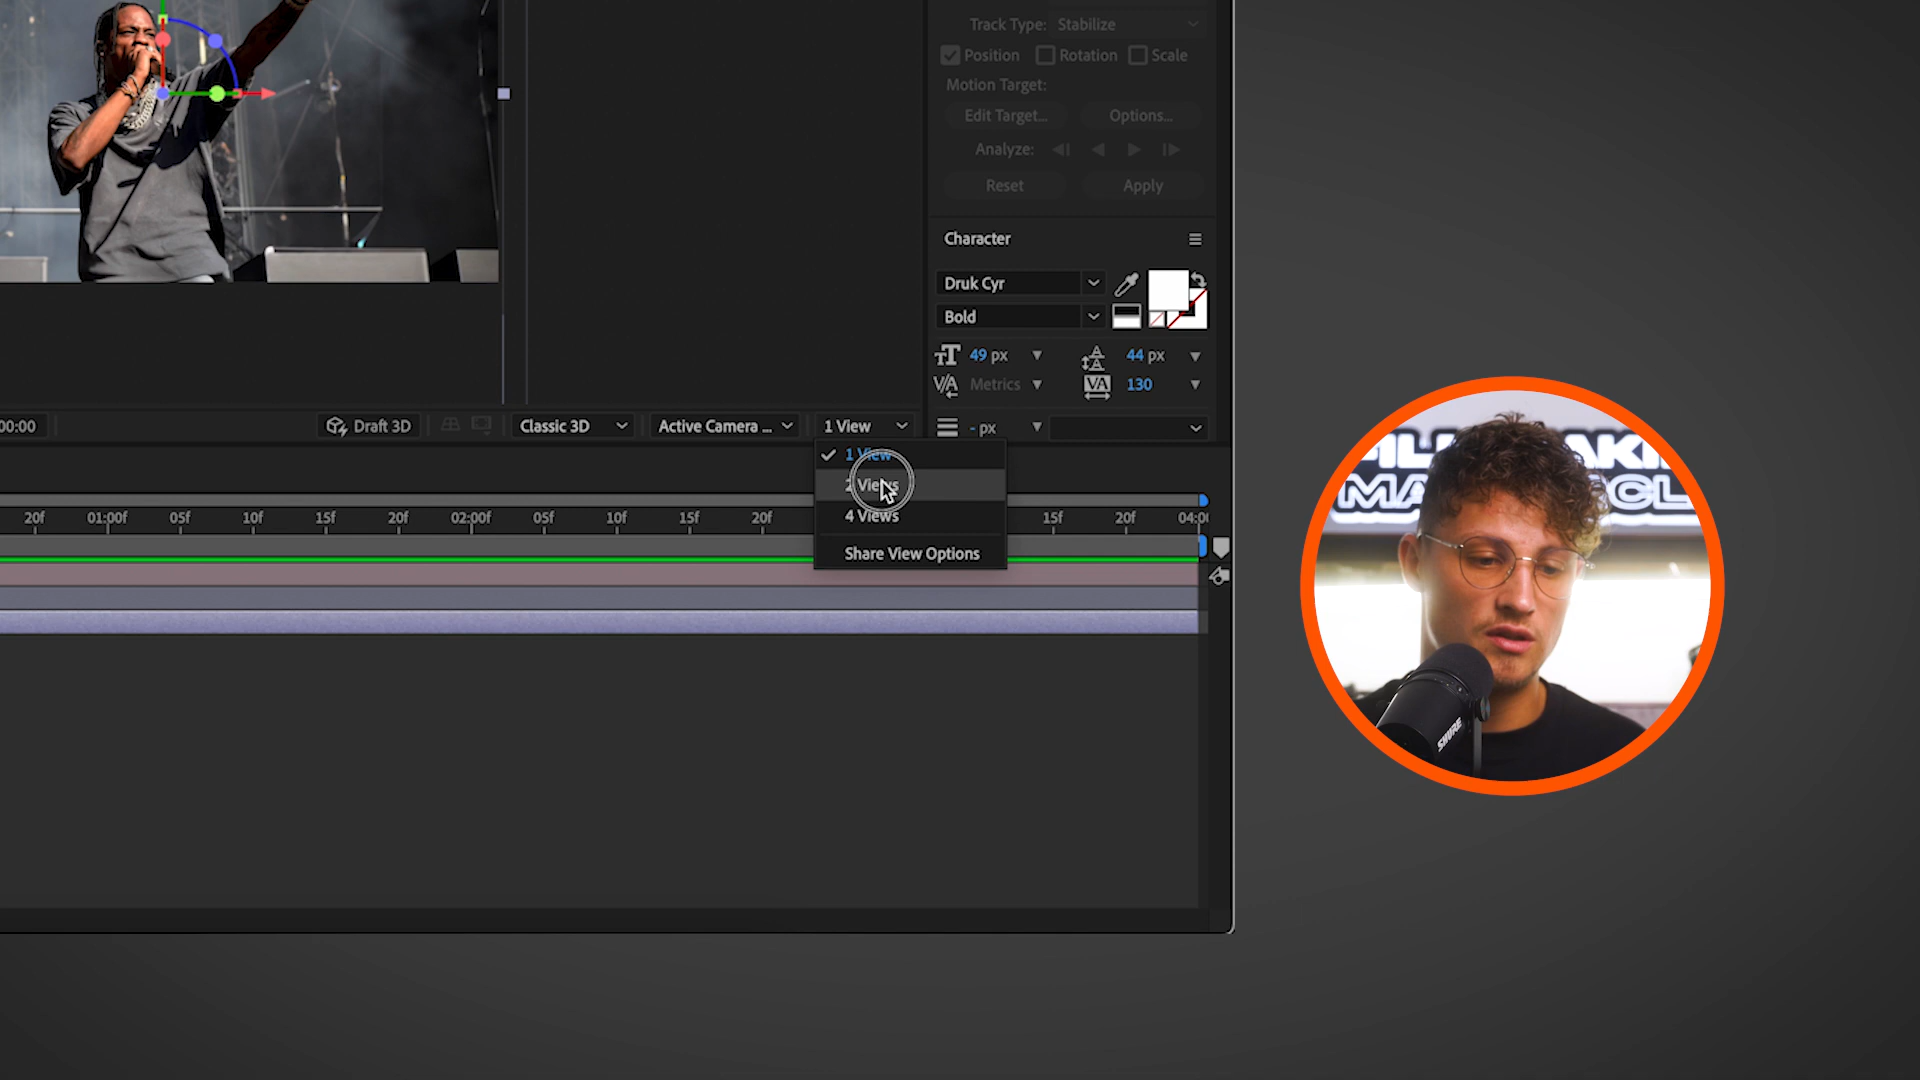 Track Type: Stabilize
Position Rotation Scale
Motion Target:
Edit Target... Options...
Analyze:
Reset Apply
Character
Druk Cyr
Bold
49 px 44 px
Metrics 130
- px
00:00 Draft 3D Classic 3D Active Camera ... 1 View
1 View
2 Views
4 Views
Share View Options
20f 01:00f 05f 10f 15f 20f 02:00f 05f 10f 15f 20f 15f 20f 04:00
SHURE